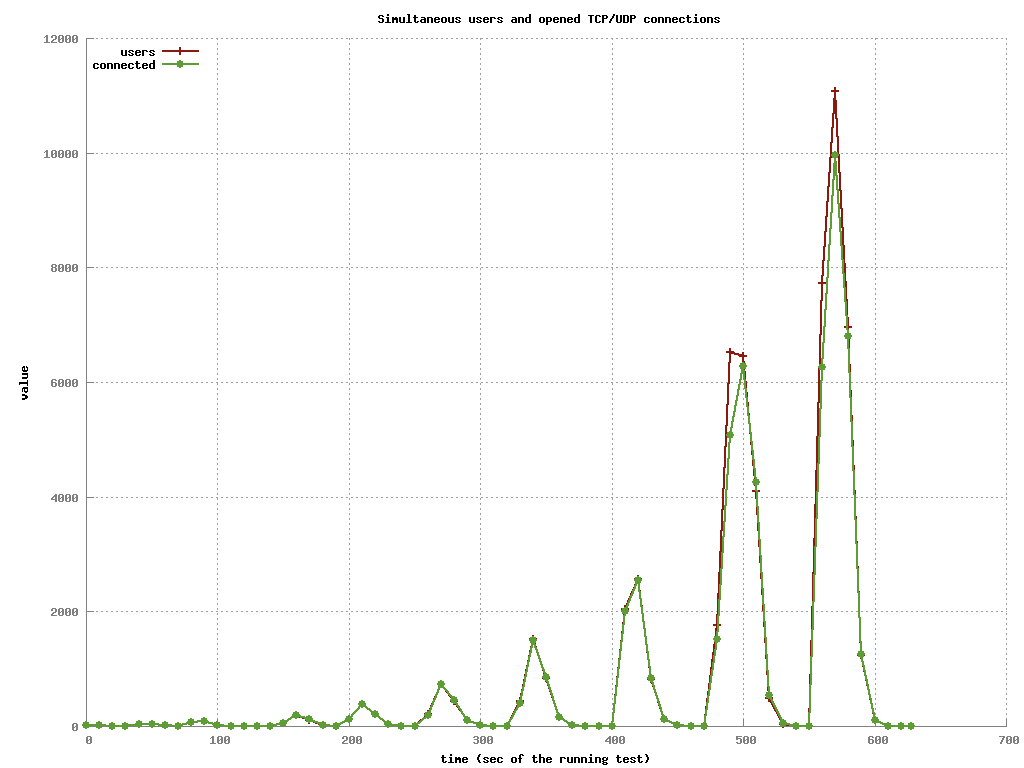 Simultaneous users and opened TCP/UDP connections
12000
users
connected
10000
8000
value
6000
4000
2000
0
0 100 200 300 400 500 600 700
time (sec of the running test)